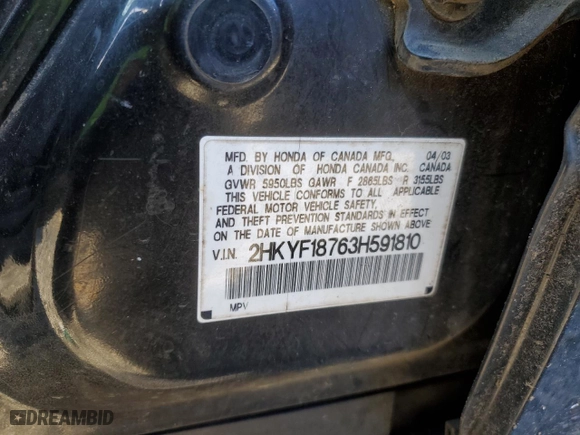 MFD. BY HONDA OF CANADA MFG., 04/03
A DIVISION OF HONDA CANADA INC. CANADA
GVWR 5950LBS GAWR F 2865LBS R 3155LBS
THIS VEHICLE CONFORMS TO ALL APPLICABLE
FEDERAL MOTOR VEHICLE SAFETY,
AND THEFT PREVENTION STANDARDS IN EFFECT
ON THE DATE OF MANUFACTURE SHOWN ABOVE
V.I.N. 2HKYF18763H591810
MPV
DREAMBID